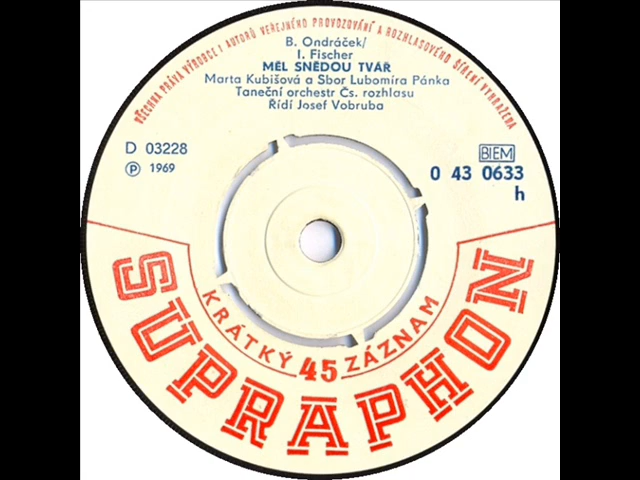 VŠECHNA PRÁVA VÝROBCE I AUTORŮ VEŘEJNÉHO PROVOZOVÁNÍ A ROZHLASOVÉHO ŠÍŘENÍ VYHRAŽENA
B. Ondráček/
I. Fischer
MĚL SNĚDOU TVÁŘ
Marta Kubišová a Sbor Lubomíra Pánka
Taneční orchestr Čs. rozhlasu
Řídí Josef Vobruba
D 03228
Ⓟ 1969
BIEM
0 43 0633
h
KRÁTKÝ 45 ZÁZNAM
SUPRAPHON